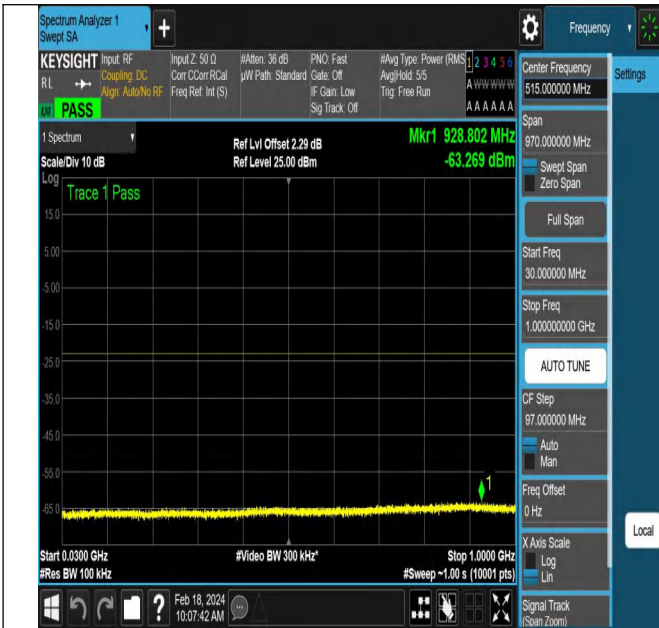 Spectrum Analyzer 1
Swept SA
Frequency
KEYSIGHT
RL
PASS
Input: RF
Coupling: DC
Align: Auto/No RF
Input Z: 50 Ω
Corr CCorr RCal
Freq Ref: Int (S)
#Atten: 36 dB
µW Path: Standard
PNO: Fast
Gate: Off
IF Gain: Low
Sig Track: Off
#Avg Type: Power (RMS
Avg|Hold: 5/5
Trig: Free Run
1 2 3 4 5 6
A W W W W W
A A A A A A
1 Spectrum
Scale/Div 10 dB
Log
Ref Lvl Offset 2.29 dB
Ref Level 25.00 dBm
Mkr1 928.802 MHz
-63.269 dBm
Trace 1 Pass
15.0
5.00
-5.00
-15.0
-25.0
-35.0
-45.0
-55.0
-65.0
1
Start 0.0300 GHz
#Res BW 100 kHz
#Video BW 300 kHz*
Stop 1.0000 GHz
#Sweep ~1.00 s (10001 pts)
Feb 18, 2024
10:07:42 AM
Center Frequency
515.000000 MHz
Span
970.000000 MHz
Swept Span
Zero Span
Full Span
Start Freq
30.000000 MHz
Stop Freq
1.000000000 GHz
AUTO TUNE
CF Step
97.000000 MHz
Auto
Man
Freq Offset
0 Hz
X Axis Scale
Log
Lin
Signal Track
(Span Zoom)
Settings
Local